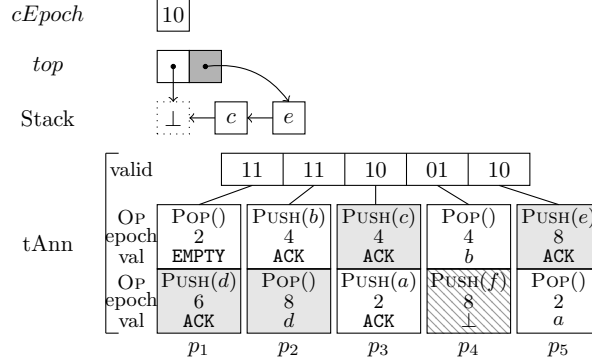 cEpoch 10
top
Stack ⊥ c e
valid 11 11 10 01 10
tAnn
OP POP() PUSH(b) PUSH(c) POP() PUSH(e)
epoch 2 4 4 4 8
val EMPTY ACK ACK b ACK
OP PUSH(d) POP() PUSH(a) PUSH(f) POP()
epoch 6 8 2 8 2
val ACK d ACK ⊥ a
p1 p2 p3 p4 p5